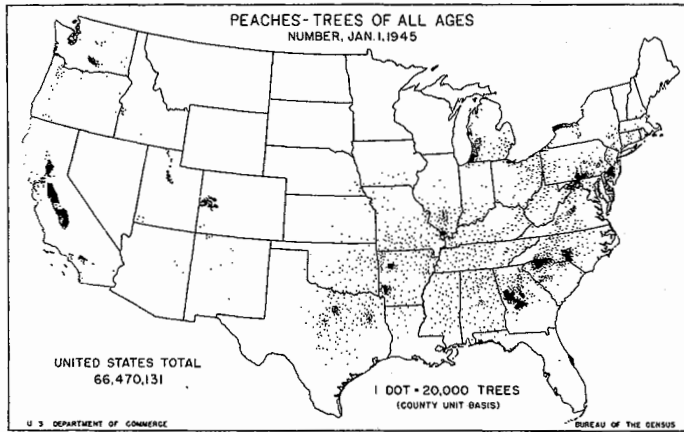 PEACHES-TREES OF ALL AGES
NUMBER, JAN. 1, 1945
UNITED STATES TOTAL
66,470,131
1 DOT = 20,000 TREES
(COUNTY UNIT BASIS)
U S DEPARTMENT OF COMMERCE
BUREAU OF THE CENSUS